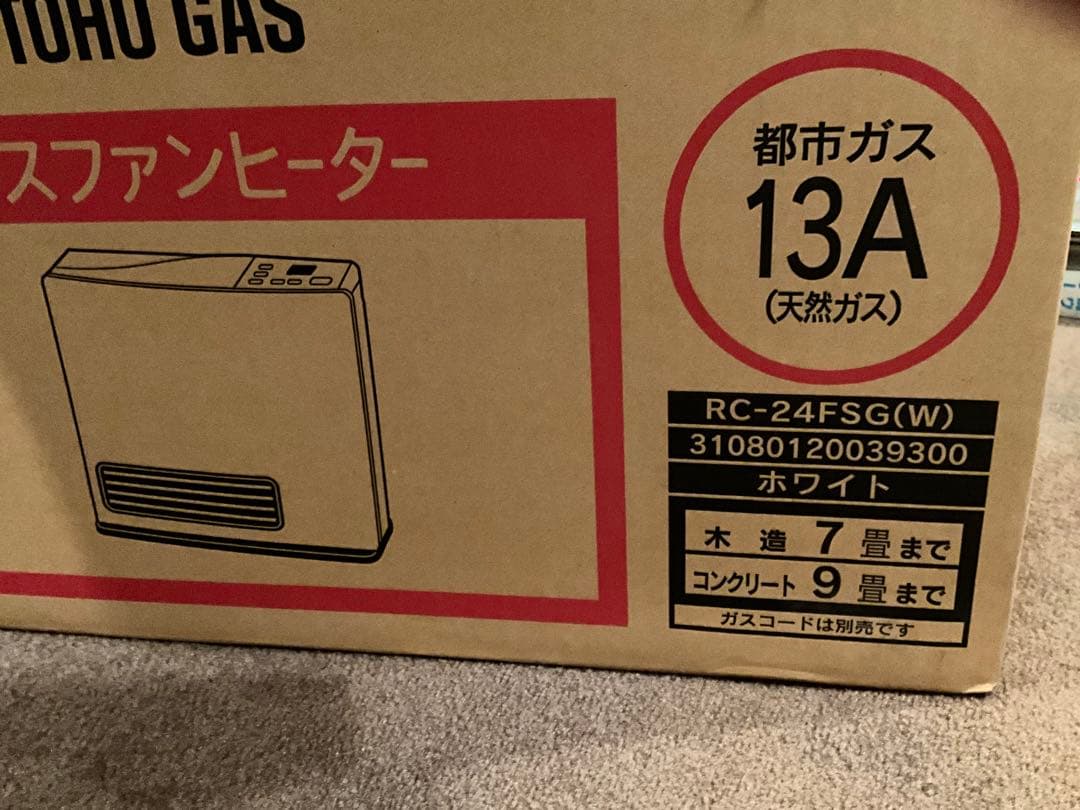 TOHO GAS
スファンヒーター
都市ガス
13A
(天然ガス)
RC-24FSG(W)
31080120039300
ホワイト
木造 7畳まで
コンクリート 9畳まで
ガスコードは別売です